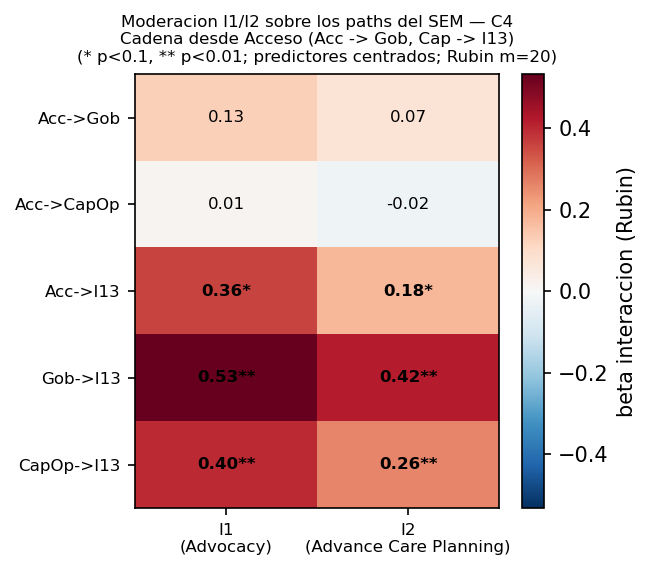 Moderacion I1/I2 sobre los paths del SEM — C4
Cadena desde Acceso (Acc -> Gob, Cap -> I13)
(* p<0.1, ** p<0.01; predictores centrados; Rubin m=20)
Acc->Gob
0.13
0.07
Acc->CapOp
0.01
-0.02
Acc->I13
0.36*
0.18*
Gob->I13
0.53**
0.42**
CapOp->I13
0.40**
0.26**
I1
(Advocacy)
I2
(Advance Care Planning)
0.4
0.2
0.0
−0.2
−0.4
beta interaccion (Rubin)